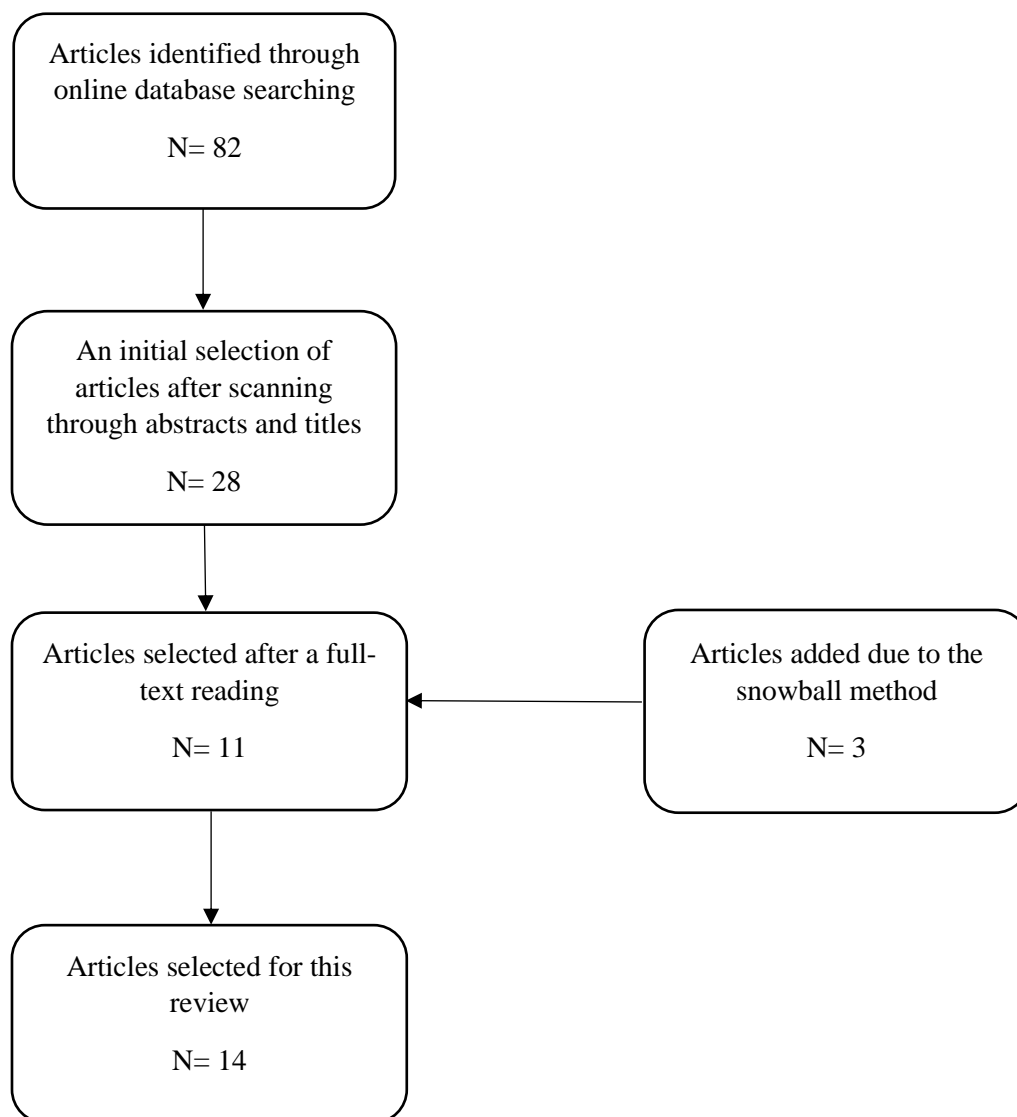 Articles identified through
online database searching
N= 82
An initial selection of
articles after scanning
through abstracts and titles
N= 28
Articles selected after a full-
text reading
N= 11
Articles added due to the
snowball method
N= 3
Articles selected for this
review
N= 14